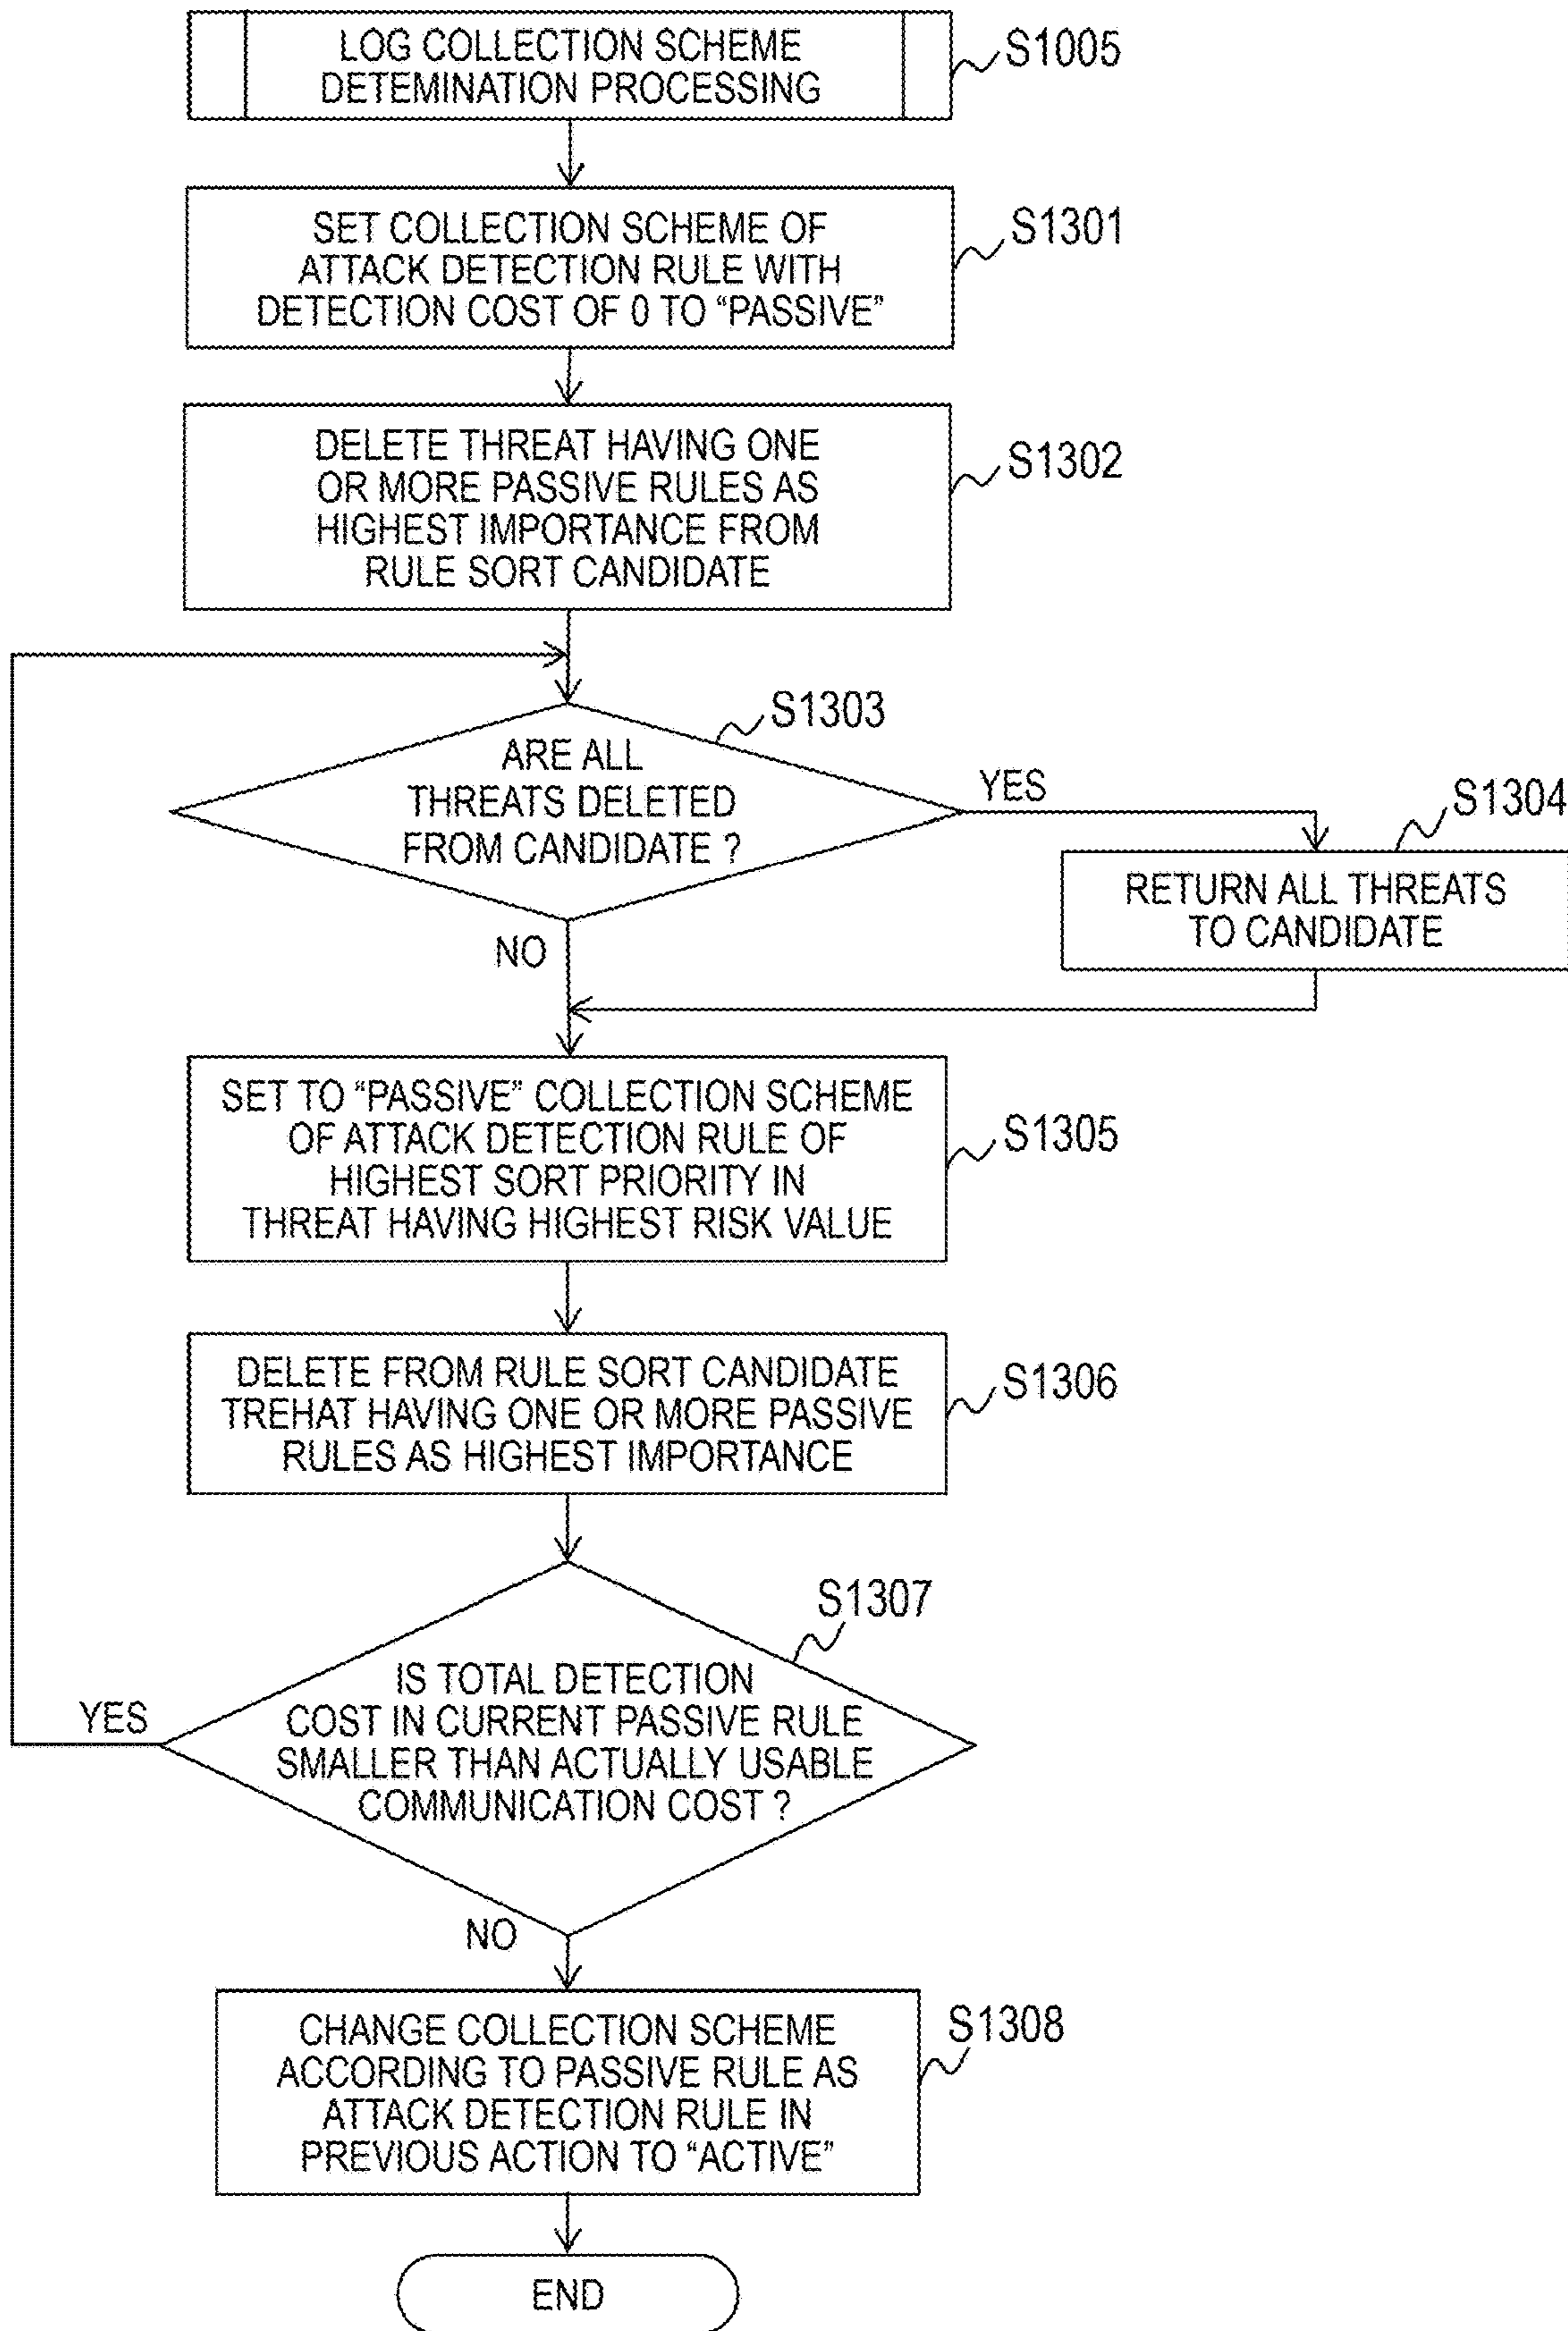 LOG COLLECTION SCHEME
DETEMINATION PROCESSING
S1005
SET COLLECTION SCHEME OF
ATTACK DETECTION RULE WITH
DETECTION COST OF 0 TO “PASSIVE”
S1301
DELETE THREAT HAVING ONE
OR MORE PASSIVE RULES AS
HIGHEST IMPORTANCE FROM
RULE SORT CANDIDATE
S1302
S1303
ARE ALL
THREATS DELETED
FROM CANDIDATE ?
YES
S1304
RETURN ALL THREATS
TO CANDIDATE
NO
SET TO “PASSIVE” COLLECTION SCHEME
OF ATTACK DETECTION RULE OF
HIGHEST SORT PRIORITY IN
THREAT HAVING HIGHEST RISK VALUE
S1305
DELETE FROM RULE SORT CANDIDATE
TREHAT HAVING ONE OR MORE PASSIVE
RULES AS HIGHEST IMPORTANCE
S1306
S1307
IS TOTAL DETECTION
COST IN CURRENT PASSIVE RULE
SMALLER THAN ACTUALLY USABLE
COMMUNICATION COST ?
YES
NO
CHANGE COLLECTION SCHEME
ACCORDING TO PASSIVE RULE AS
ATTACK DETECTION RULE IN
PREVIOUS ACTION TO “ACTIVE”
S1308
END